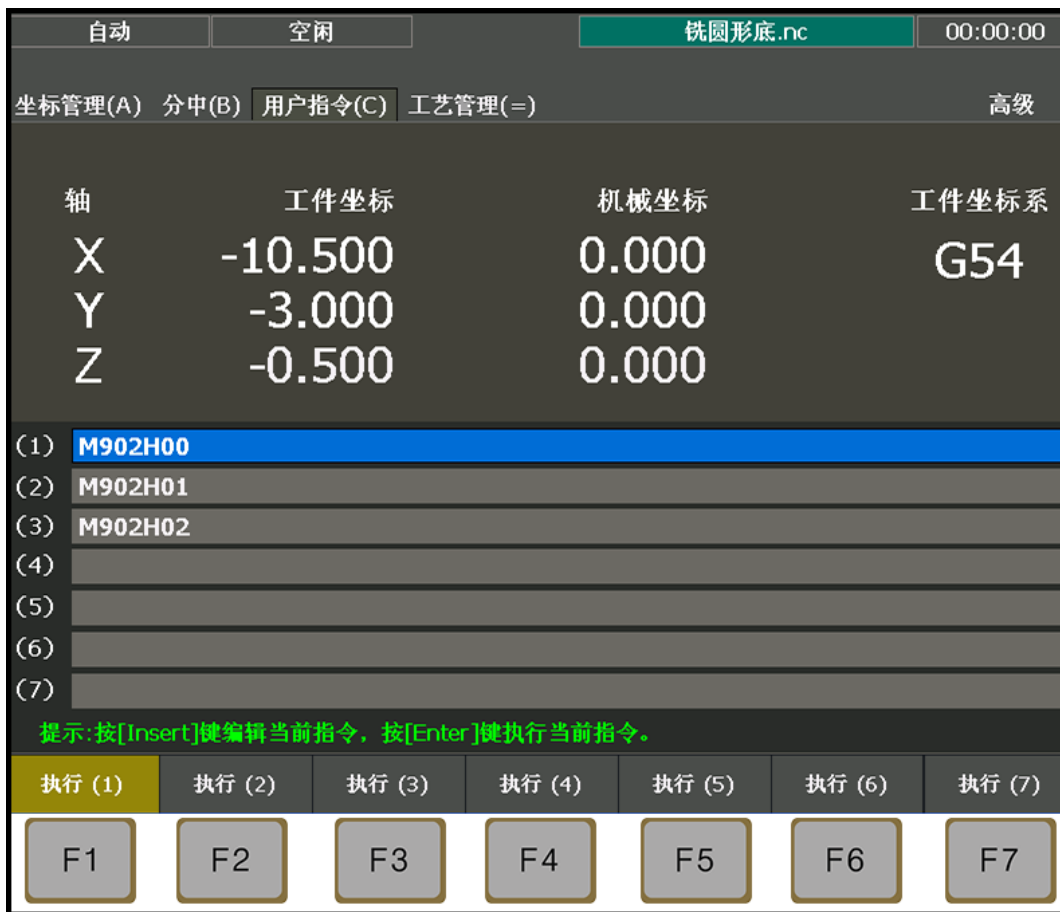 自动 空闲 铣圆形底.nc 00:00:00
坐标管理(A) 分中(B) 用户指令(C) 工艺管理(=) 高级
轴 工件坐标 机械坐标 工件坐标系
X -10.500 0.000 G54
Y -3.000 0.000
Z -0.500 0.000
(1) M902H00
(2) M902H01
(3) M902H02
(4)
(5)
(6)
(7)
提示:按[Insert]键编辑当前指令，按[Enter]键执行当前指令。
执行 (1) 执行 (2) 执行 (3) 执行 (4) 执行 (5) 执行 (6) 执行 (7)
F1 F2 F3 F4 F5 F6 F7